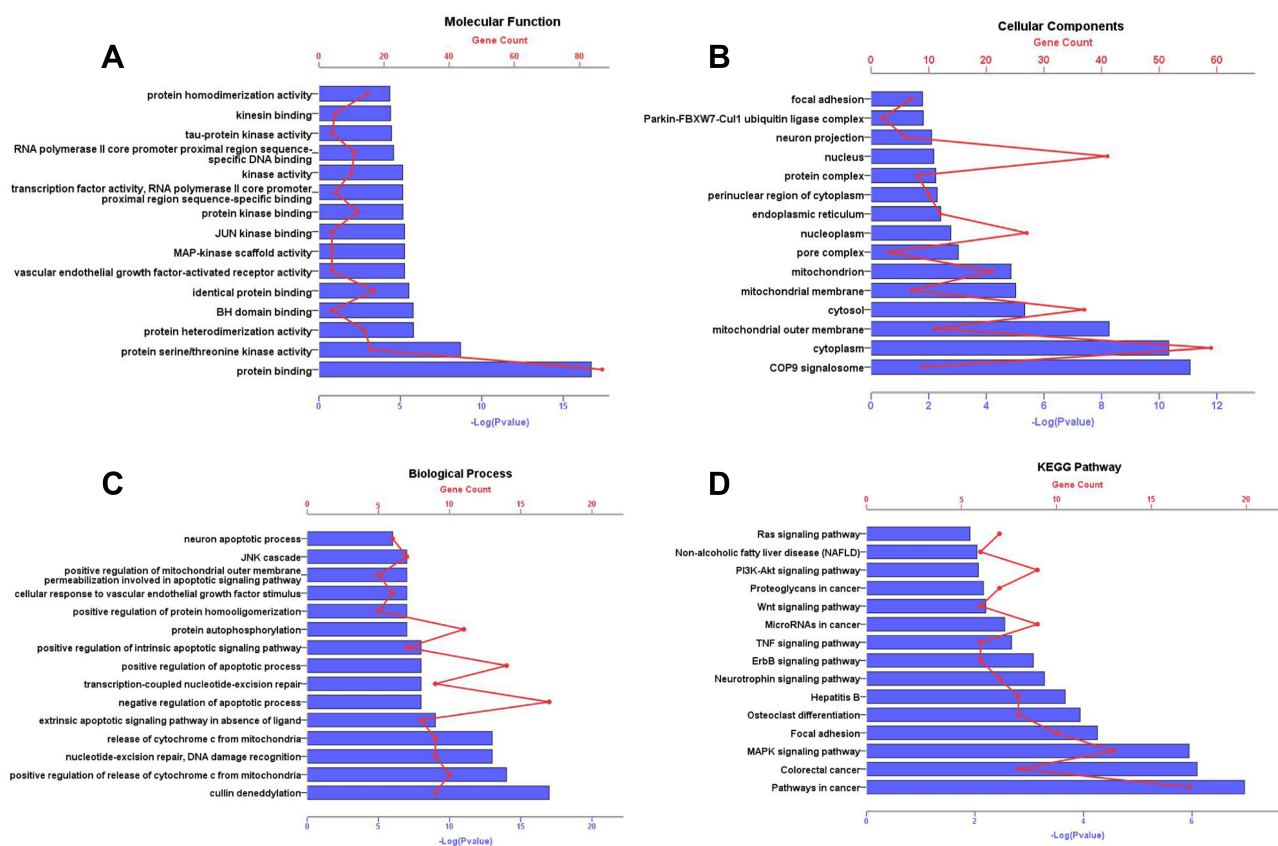 A
Molecular Function
Gene Count
0 20 40 60 80
protein homodimerization activity
kinesin binding
tau-protein kinase activity
RNA polymerase II core promoter proximal region sequence-
specific DNA binding
kinase activity
transcription factor activity, RNA polymerase II core promoter
proximal region sequence-specific binding
protein kinase binding
JUN kinase binding
MAP-kinase scaffold activity
vascular endothelial growth factor-activated receptor activity
identical protein binding
BH domain binding
protein heterodimerization activity
protein serine/threonine kinase activity
protein binding
0 5 10 15
-Log(Pvalue)
B
Cellular Components
Gene Count
0 10 20 30 40 50 60
focal adhesion
Parkin-FBXW7-Cul1 ubiquitin ligase complex
neuron projection
nucleus
protein complex
perinuclear region of cytoplasm
endoplasmic reticulum
nucleoplasm
pore complex
mitochondrion
mitochondrial membrane
cytosol
mitochondrial outer membrane
cytoplasm
COP9 signalosome
0 2 4 6 8 10 12
-Log(Pvalue)
C
Biological Process
Gene Count
0 5 10 15 20
neuron apoptotic process
JNK cascade
positive regulation of mitochondrial outer membrane
permeabilization involved in apoptotic signaling pathway
cellular response to vascular endothelial growth factor stimulus
positive regulation of protein homooligomerization
protein autophosphorylation
positive regulation of intrinsic apoptotic signaling pathway
positive regulation of apoptotic process
transcription-coupled nucleotide-excision repair
negative regulation of apoptotic process
extrinsic apoptotic signaling pathway in absence of ligand
release of cytochrome c from mitochondria
nucleotide-excision repair, DNA damage recognition
positive regulation of release of cytochrome c from mitochondria
cullin deneddylation
0 5 10 15 20
-Log(Pvalue)
D
KEGG Pathway
Gene Count
0 5 10 15 20
Ras signaling pathway
Non-alcoholic fatty liver disease (NAFLD)
PI3K-Akt signaling pathway
Proteoglycans in cancer
Wnt signaling pathway
MicroRNAs in cancer
TNF signaling pathway
ErbB signaling pathway
Neurotrophin signaling pathway
Hepatitis B
Osteoclast differentiation
Focal adhesion
MAPK signaling pathway
Colorectal cancer
Pathways in cancer
0 2 4 6
-Log(Pvalue)